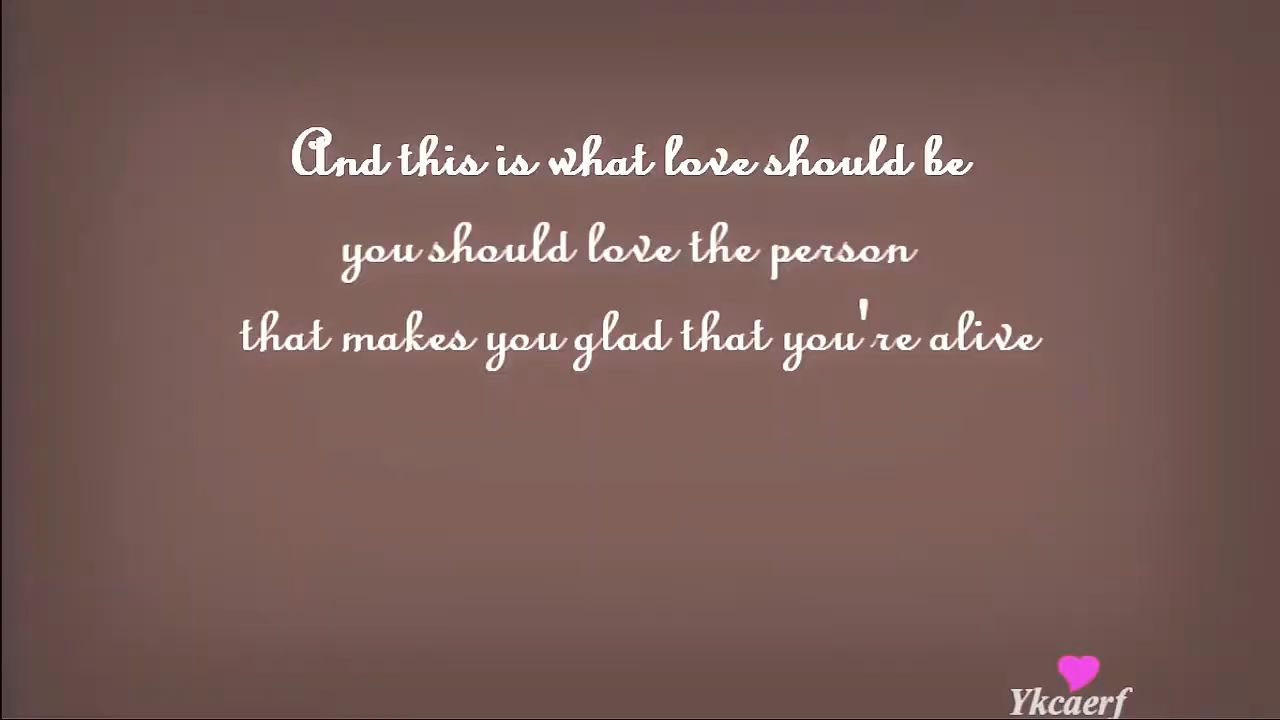 And this is what love should be
you should love the person
that makes you glad that you're alive
Ykcaerf